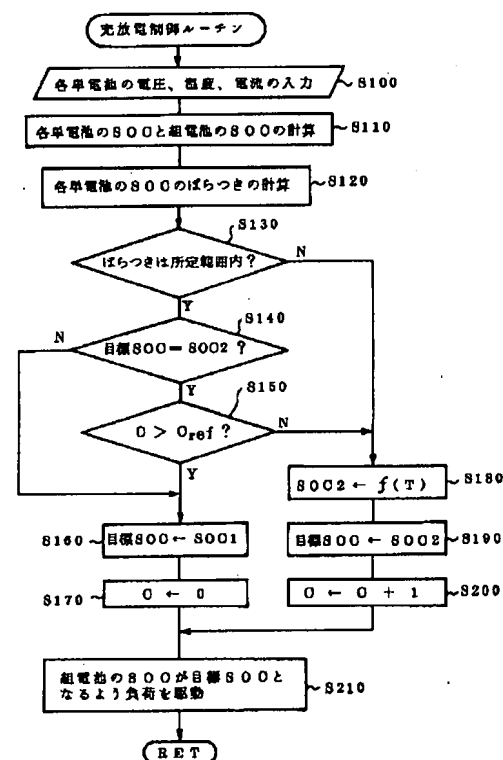 充放電制御ルーチン
各単電池の電圧、温度、電流の入力
S100
各単電池のSOCと組電池のSOCの計算
S110
各単電池のSOCのばらつきの計算
S120
S130
ばらつきは所定範囲内?
N
Y
S140
N
目標SOC=SOC2 ?
Y
S150
C > Cref ?
N
Y
SOC2 ← f(T)
S180
S160
目標SOC ← SOC1
目標SOC ← SOC2
S190
S170
C ← 0
C ← C + 1
S200
組電池のSOCが目標SOCと
なるよう負荷を駆動
S210
RET